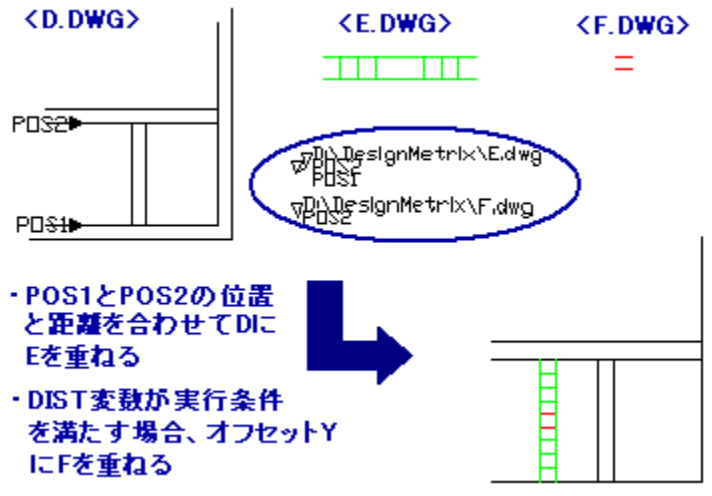 <D.DWG>
<E.DWG>
<F.DWG>
POS2
POS1
D:\DesignMetrix\E.dwg
POS2
POS1
D:\DesignMetrix\F.dwg
POS2
・POS1とPOS2の位置
と距離を合わせてDに
Eを重ねる
・DIST変数が実行条件
を満たす場合、オフセットY
にFを重ねる